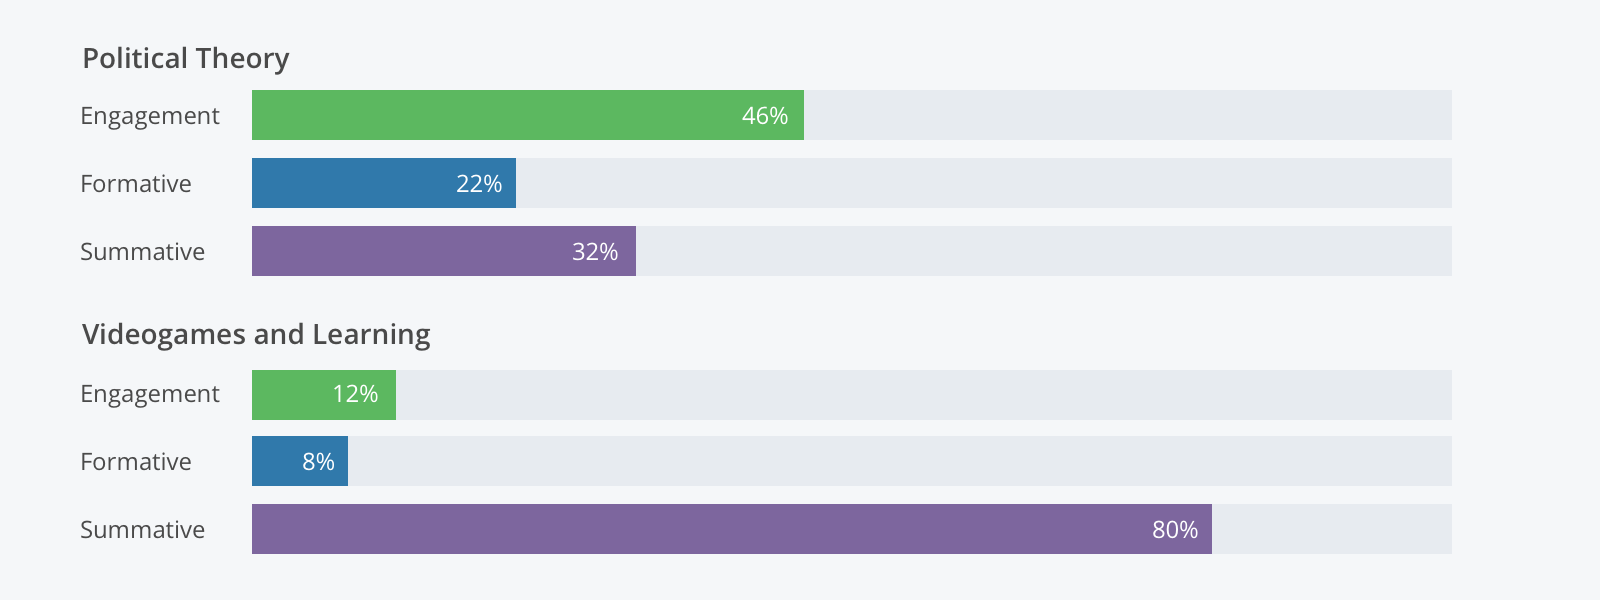 Political Theory
Engagement 46%
Formative 22%
Summative 32%
Videogames and Learning
Engagement 12%
Formative 8%
Summative 80%